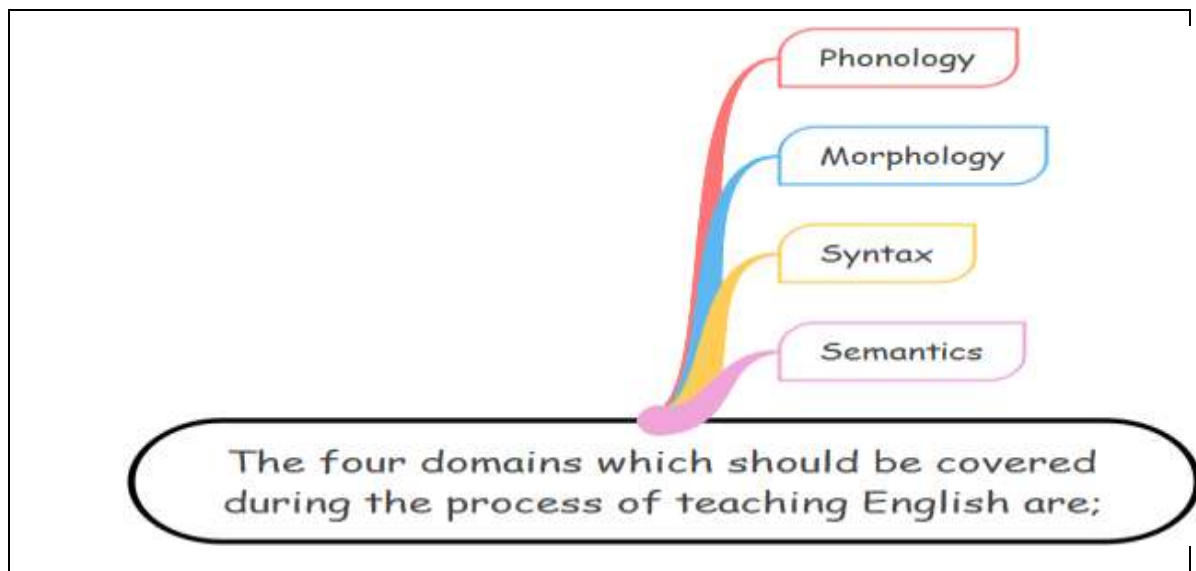 Phonology
Morphology
Syntax
Semantics
The four domains which should be covered
during the process of teaching English are;